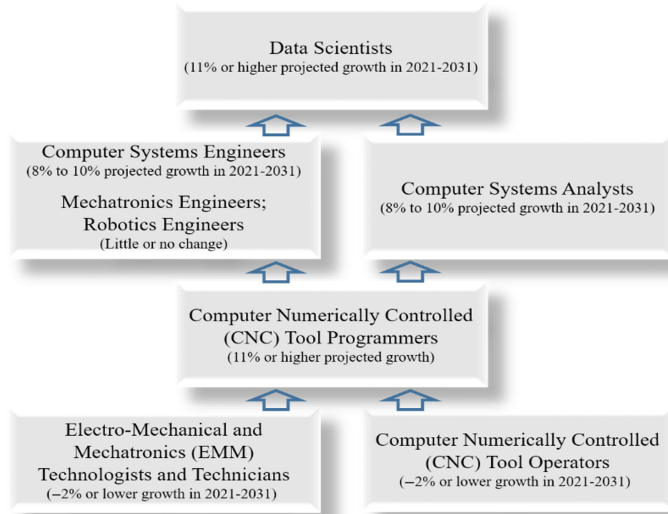 Data Scientists
(11% or higher projected growth in 2021-2031)
Computer Systems Engineers
(8% to 10% projected growth in 2021-2031)
Mechatronics Engineers;
Robotics Engineers
(Little or no change)
Computer Systems Analysts
(8% to 10% projected growth in 2021-2031)
Computer Numerically Controlled
(CNC) Tool Programmers
(11% or higher projected growth)
Electro-Mechanical and
Mechatronics (EMM)
Technologists and Technicians
(−2% or lower growth in 2021-2031)
Computer Numerically Controlled
(CNC) Tool Operators
(−2% or lower growth in 2021-2031)